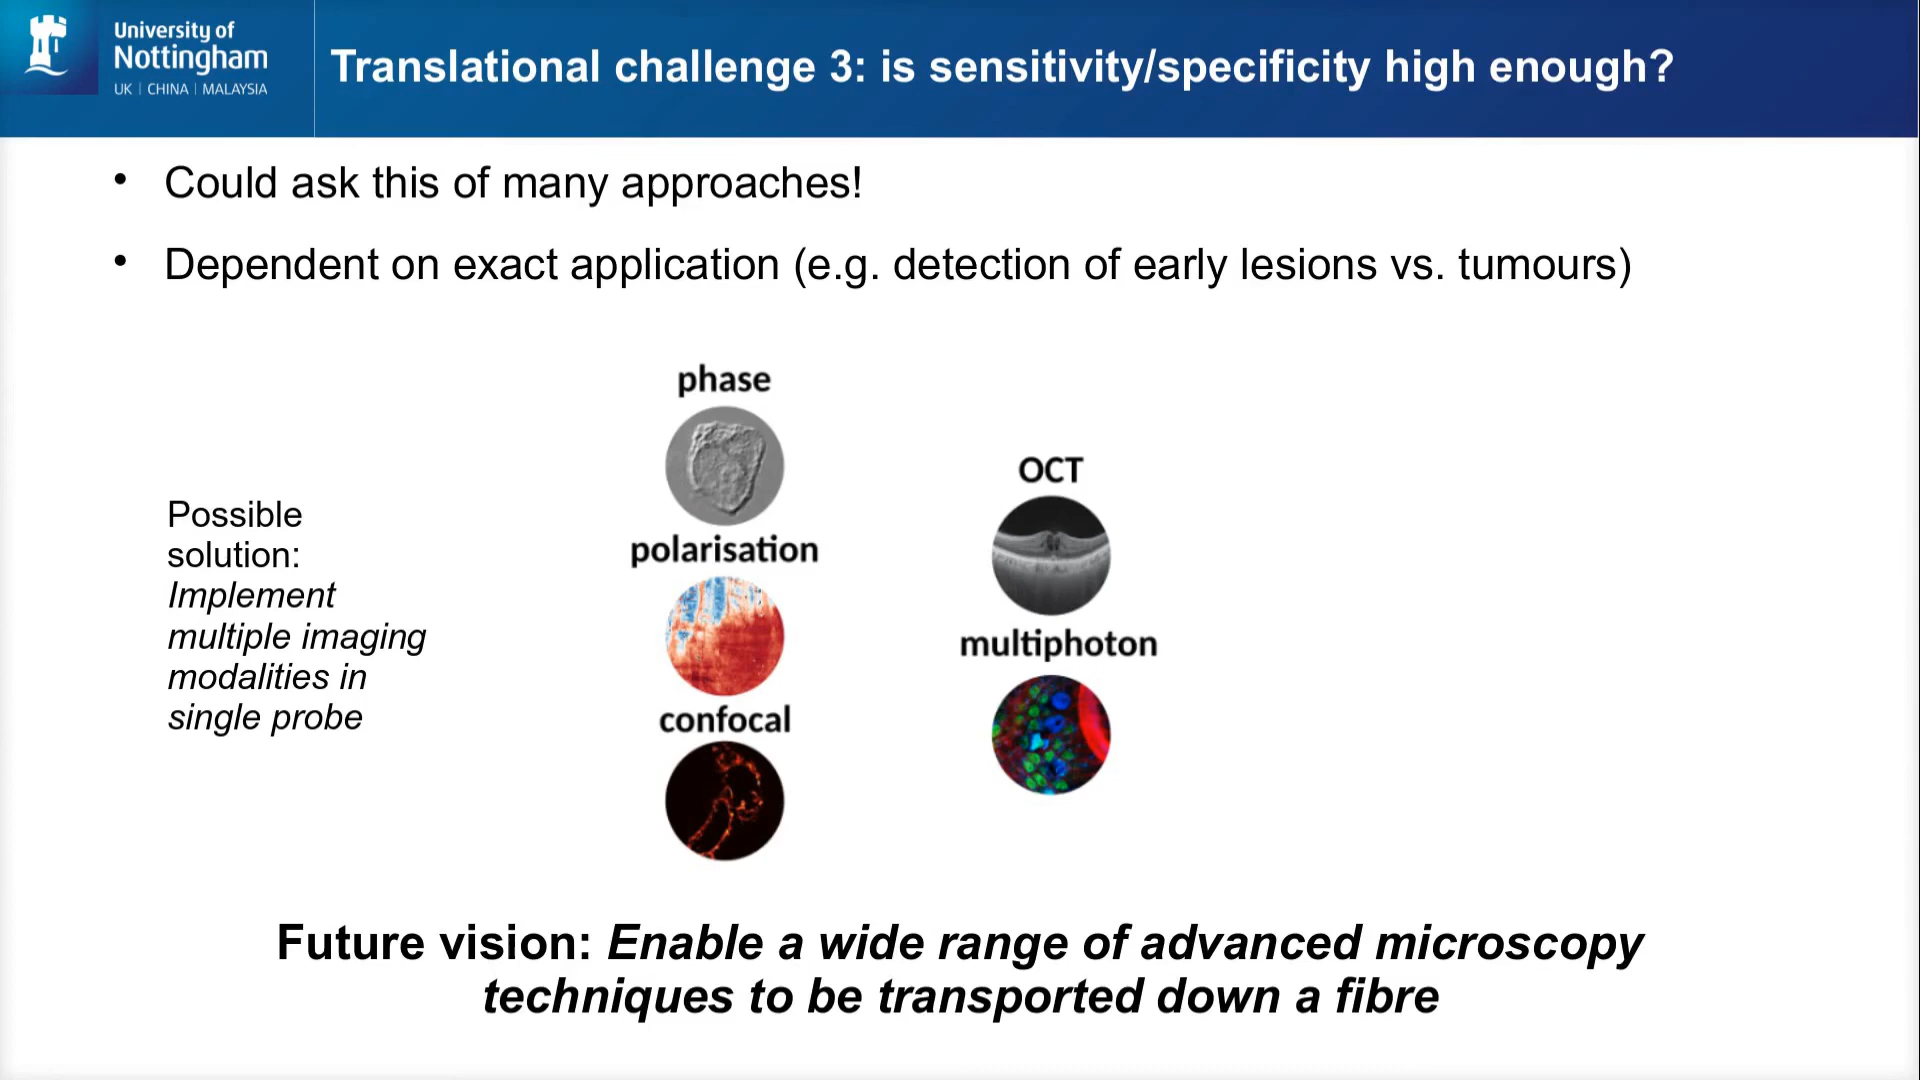 University of
Nottingham
UK | CHINA | MALAYSIA
Translational challenge 3: is sensitivity/specificity high enough?
• Could ask this of many approaches!
• Dependent on exact application (e.g. detection of early lesions vs. tumours)
Possible
solution:
Implement
multiple imaging
modalities in
single probe
phase
polarisation
confocal
OCT
multiphoton
Future vision: Enable a wide range of advanced microscopy
techniques to be transported down a fibre